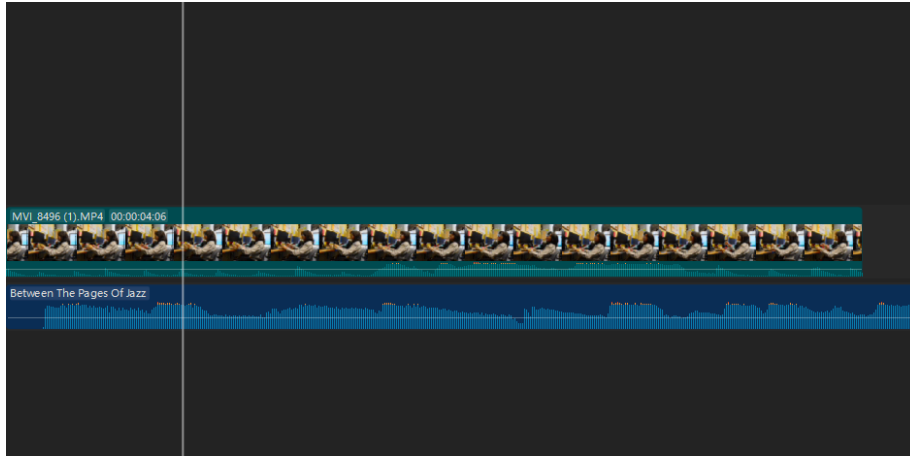 MVI_8496 (1).MP4 00:00:04:06
Between The Pages Of Jazz